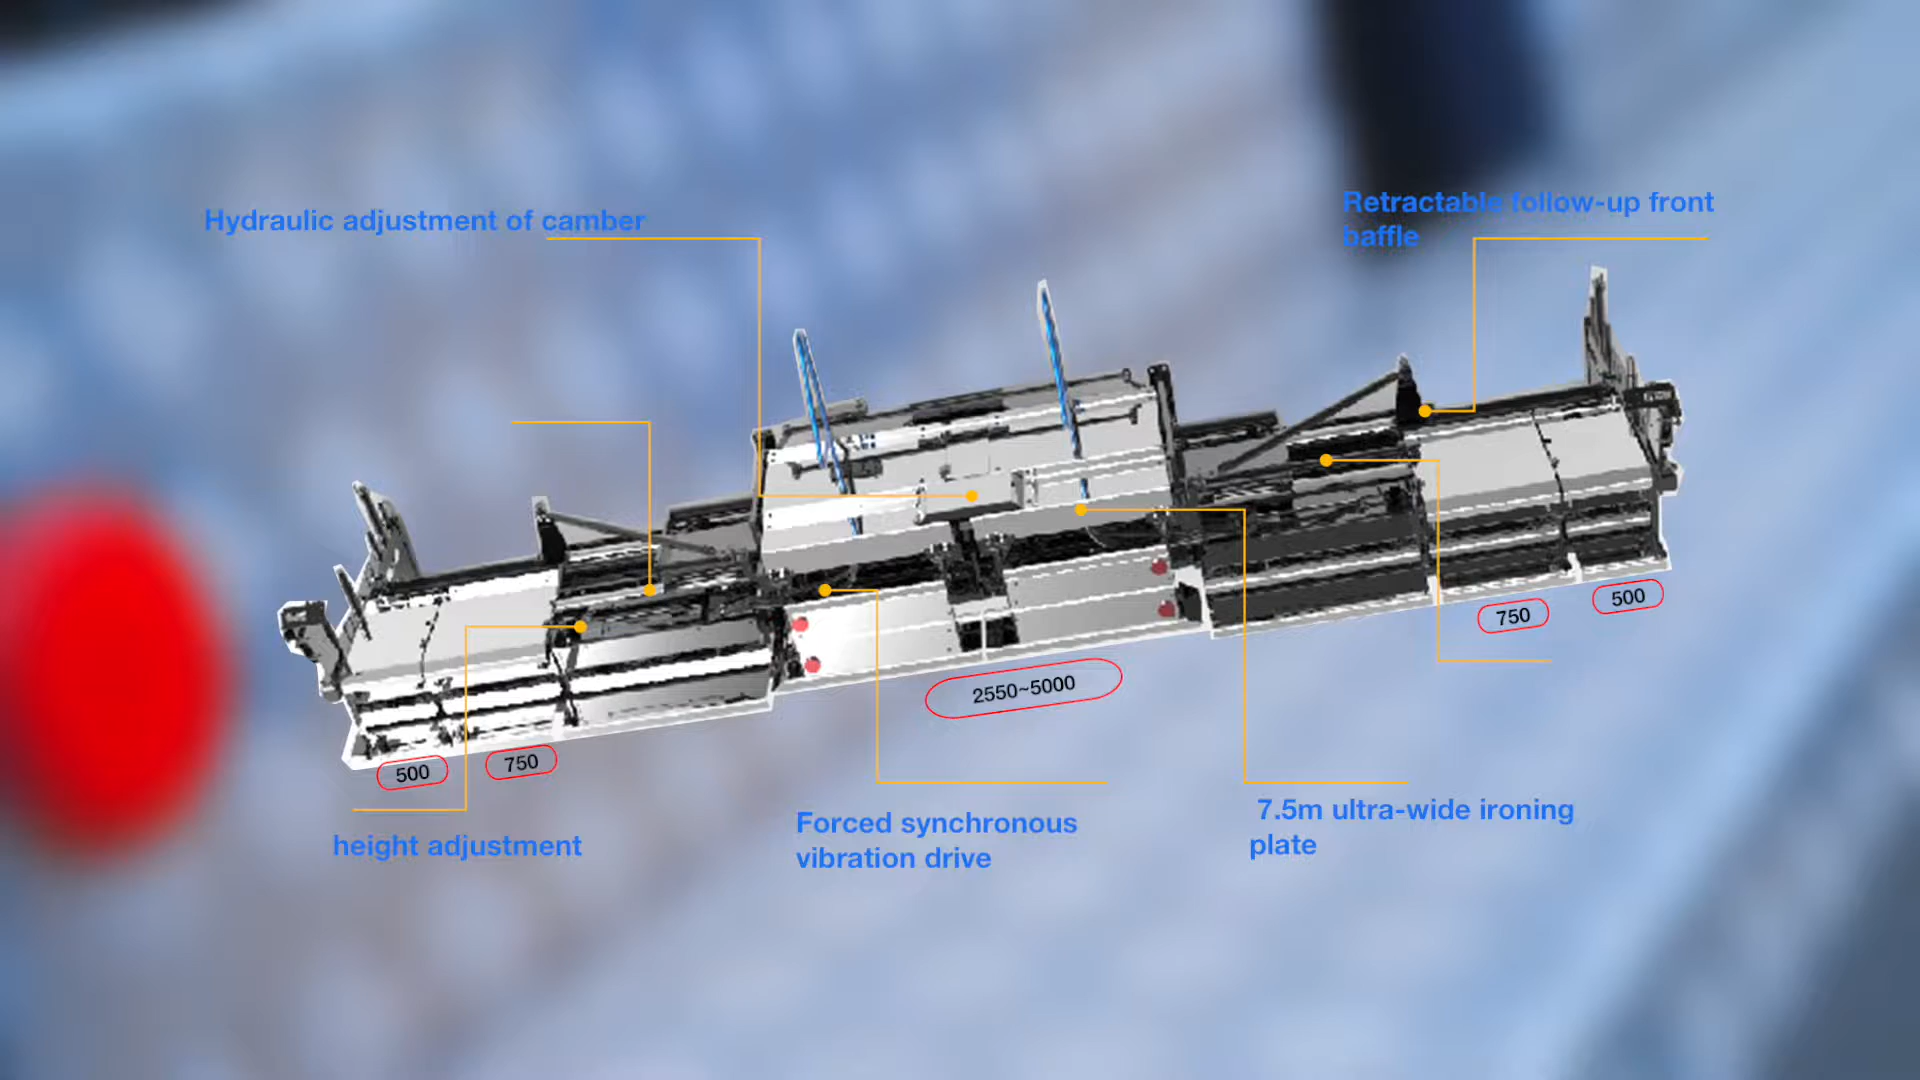 Hydraulic adjustment of camber
Retractable follow-up front
baffle
750
500
2550~5000
500
750
height adjustment
Forced synchronous
vibration drive
7.5m ultra-wide ironing
plate